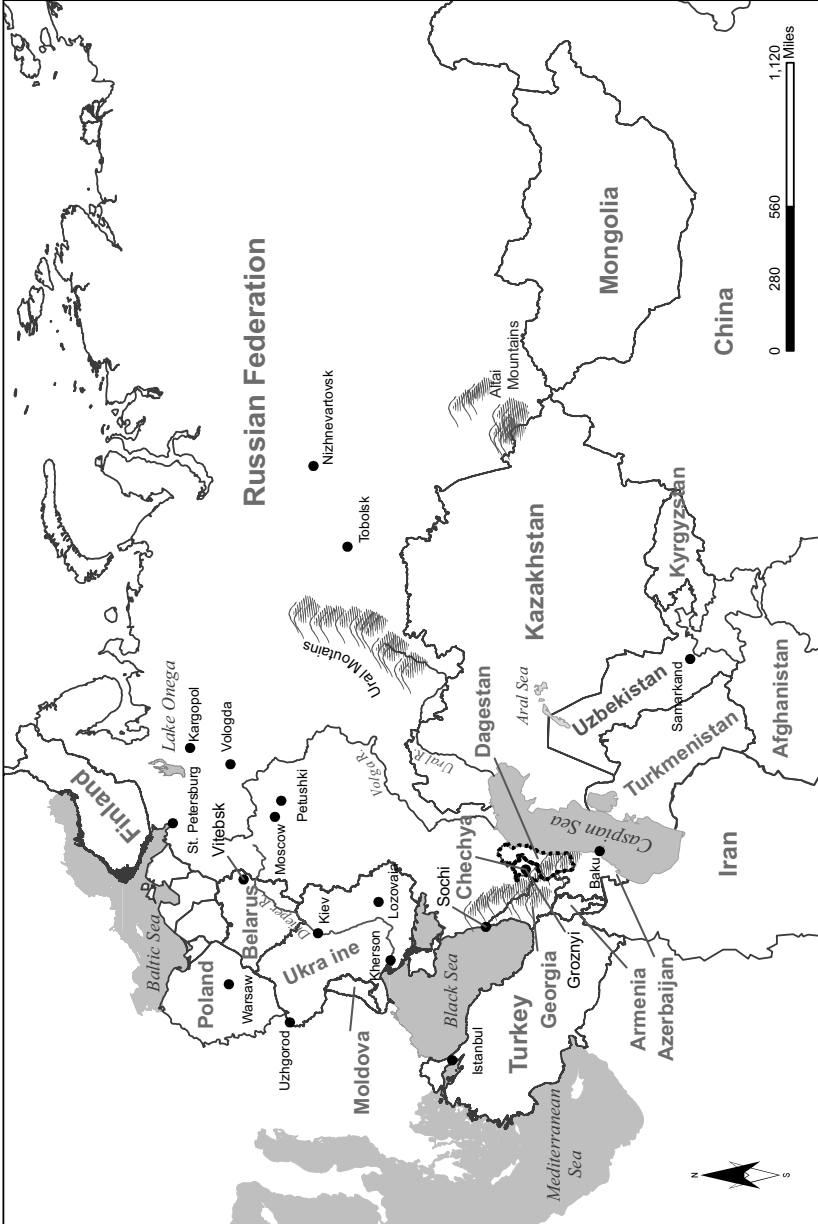 Russian Federation
Nizhnevartovsk
Tobolsk
Ural Moutains
Altai
Mountains
Mongolia
China
Kazakhstan
Kyrgyzstan
Uzbekistan
Samarkand
Turkmenistan
Afghanistan
Iran
Aral Sea
Caspian Sea
Ural R.
Volga R.
Dagestan
Chechya
Groznyi
Baku
Georgia
Armenia
Azerbaijan
Sochi
Turkey
Istanbul
Black Sea
Mediterranean
Sea
Moldova
Ukra ine
Kherson
Lozovaia
Kiev
Dnieper R.
Uzhgorod
Poland
Warsaw
Belarus
Vitebsk
Baltic Sea
Finland
St. Petersburg
Lake Onega
Kargopol
Vologda
Moscow
Petushki
0 280 560 1,120
Miles
N
S